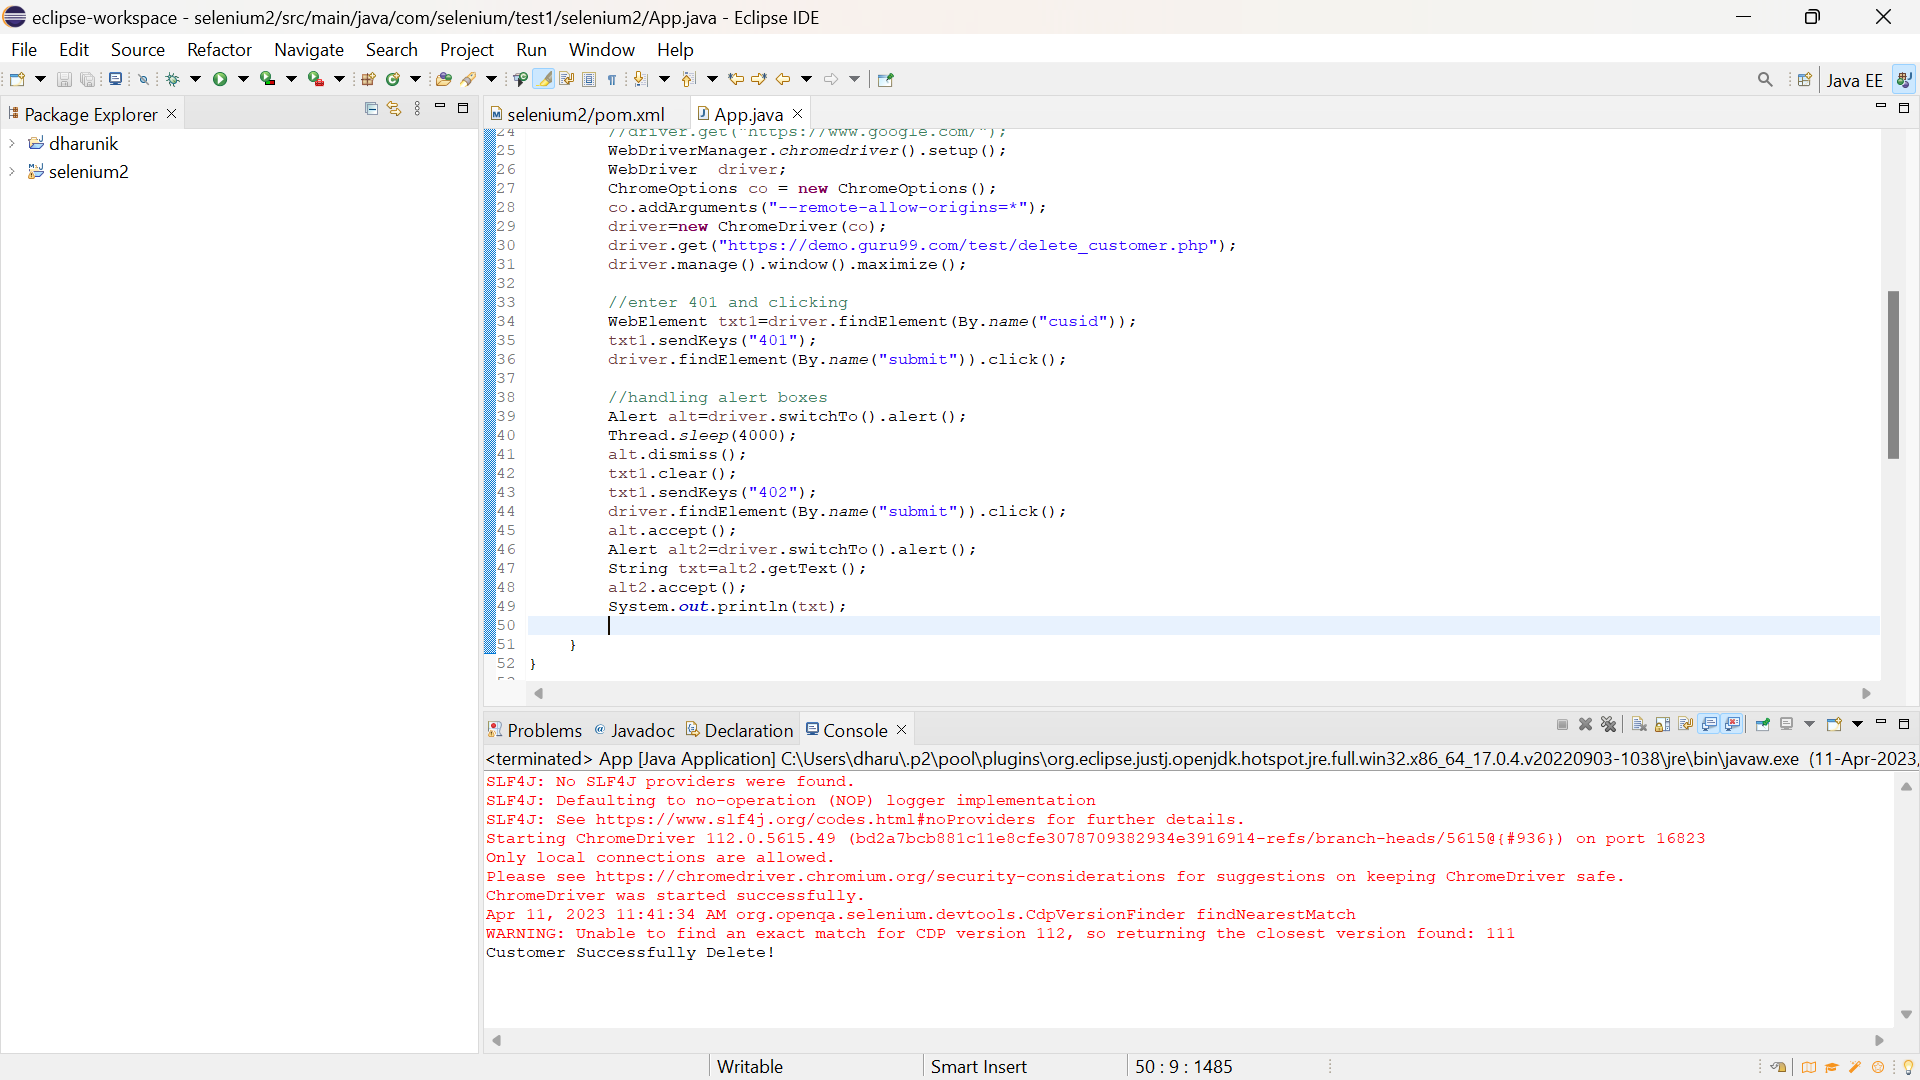 eclipse-workspace - selenium2/src/main/java/com/selenium/test1/selenium2/App.java - Eclipse IDE
File Edit Source Refactor Navigate Search Project Run Window Help
Java EE
Package Explorer
dharunik
selenium2
selenium2/pom.xml App.java
24 //driver.get("https://www.google.com/");
25 WebDriverManager.chromedriver().setup();
26 WebDriver driver;
27 ChromeOptions co = new ChromeOptions();
28 co.addArguments("--remote-allow-origins=*");
29 driver=new ChromeDriver(co);
30 driver.get("https://demo.guru99.com/test/delete_customer.php");
31 driver.manage().window().maximize();
32
33 //enter 401 and clicking
34 WebElement txt1=driver.findElement(By.name("cusid"));
35 txt1.sendKeys("401");
36 driver.findElement(By.name("submit")).click();
37
38 //handling alert boxes
39 Alert alt=driver.switchTo().alert();
40 Thread.sleep(4000);
41 alt.dismiss();
42 txt1.clear();
43 txt1.sendKeys("402");
44 driver.findElement(By.name("submit")).click();
45 alt.accept();
46 Alert alt2=driver.switchTo().alert();
47 String txt=alt2.getText();
48 alt2.accept();
49 System.out.println(txt);
50
51 }
52 }
Problems Javadoc Declaration Console
<terminated> App [Java Application] C:\Users\dharu\.p2\pool\plugins\org.eclipse.justj.openjdk.hotspot.jre.full.win32.x86_64_17.0.4.v20220903-1038\jre\bin\javaw.exe (11-Apr-2023,
SLF4J: No SLF4J providers were found.
SLF4J: Defaulting to no-operation (NOP) logger implementation
SLF4J: See https://www.slf4j.org/codes.html#noProviders for further details.
Starting ChromeDriver 112.0.5615.49 (bd2a7bcb881c11e8cfe3078709382934e3916914-refs/branch-heads/5615@{#936}) on port 16823
Only local connections are allowed.
Please see https://chromedriver.chromium.org/security-considerations for suggestions on keeping ChromeDriver safe.
ChromeDriver was started successfully.
Apr 11, 2023 11:41:34 AM org.openqa.selenium.devtools.CdpVersionFinder findNearestMatch
WARNING: Unable to find an exact match for CDP version 112, so returning the closest version found: 111
Customer Successfully Delete!
Writable Smart Insert 50 : 9 : 1485